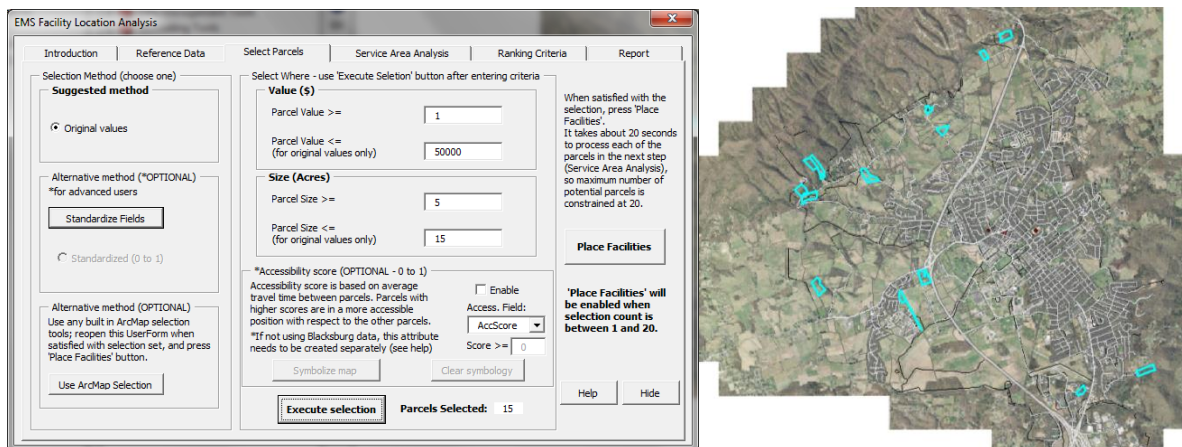 EMS Facility Location Analysis
Introduction
Reference Data
Select Parcels
Service Area Analysis
Ranking Criteria
Report
Selection Method (choose one)
Suggested method
Original values
Alternative method (*OPTIONAL)
*for advanced users
Standardize Fields
Standardized (0 to 1)
Alternative method (OPTIONAL)
Use any built in ArcMap selection
tools; reopen this UserForm when
satisfied with selection set, and press
'Place Facilities' button.
Use ArcMap Selection
Select Where - use 'Execute Seletion' button after entering criteria
Value ($)
Parcel Value >=
1
Parcel Value <=
(for original values only)
50000
Size (Acres)
Parcel Size >=
5
Parcel Size <=
(for original values only)
15
*Accessibility score (OPTIONAL - 0 to 1)
Accessibility score is based on average
travel time between parcels. Parcels with
higher scores are in a more accessible
position with respect to the other parcels.
*If not using Blacksburg data, this attribute
needs to be created separately (see help)
Enable
Access. Field:
AccScore
Score >=
0
Symbolize map
Clear symbology
Execute selection
Parcels Selected:
15
When satisfied with the
selection, press 'Place
Facilities'.
It takes about 20 seconds
to process each of the
parcels in the next step
(Service Area Analysis),
so maximum number of
potential parcels is
constrained at 20.
Place Facilities
'Place Facilities' will
be enabled when
selection count is
between 1 and 20.
Help
Hide